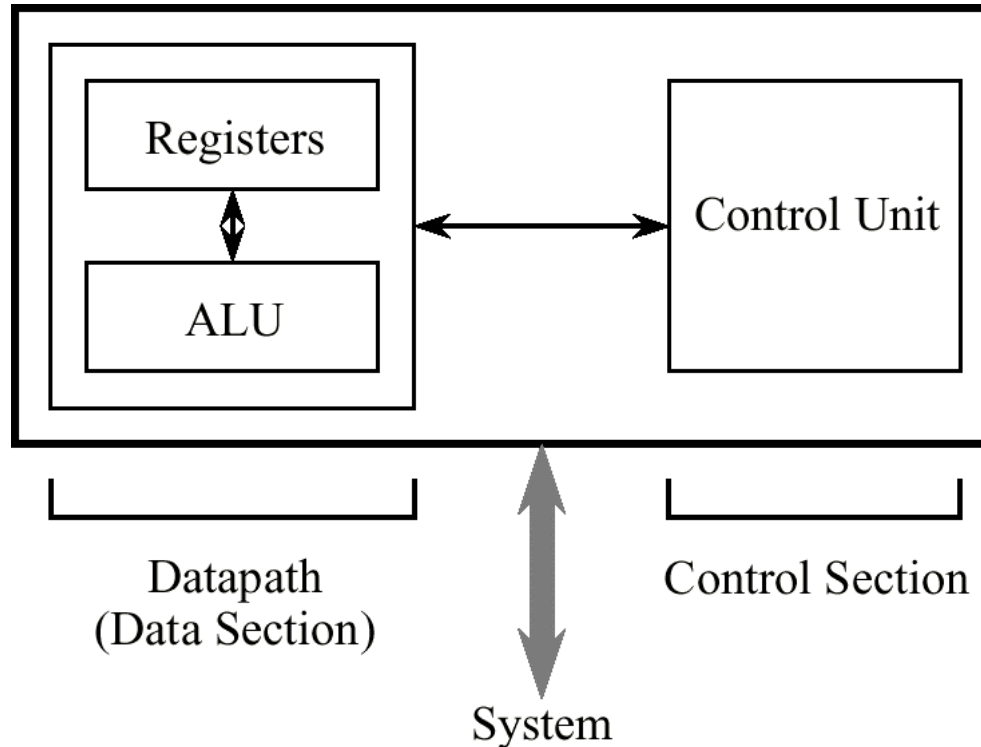 Registers
ALU
Control Unit
Datapath
(Data Section)
Control Section
System